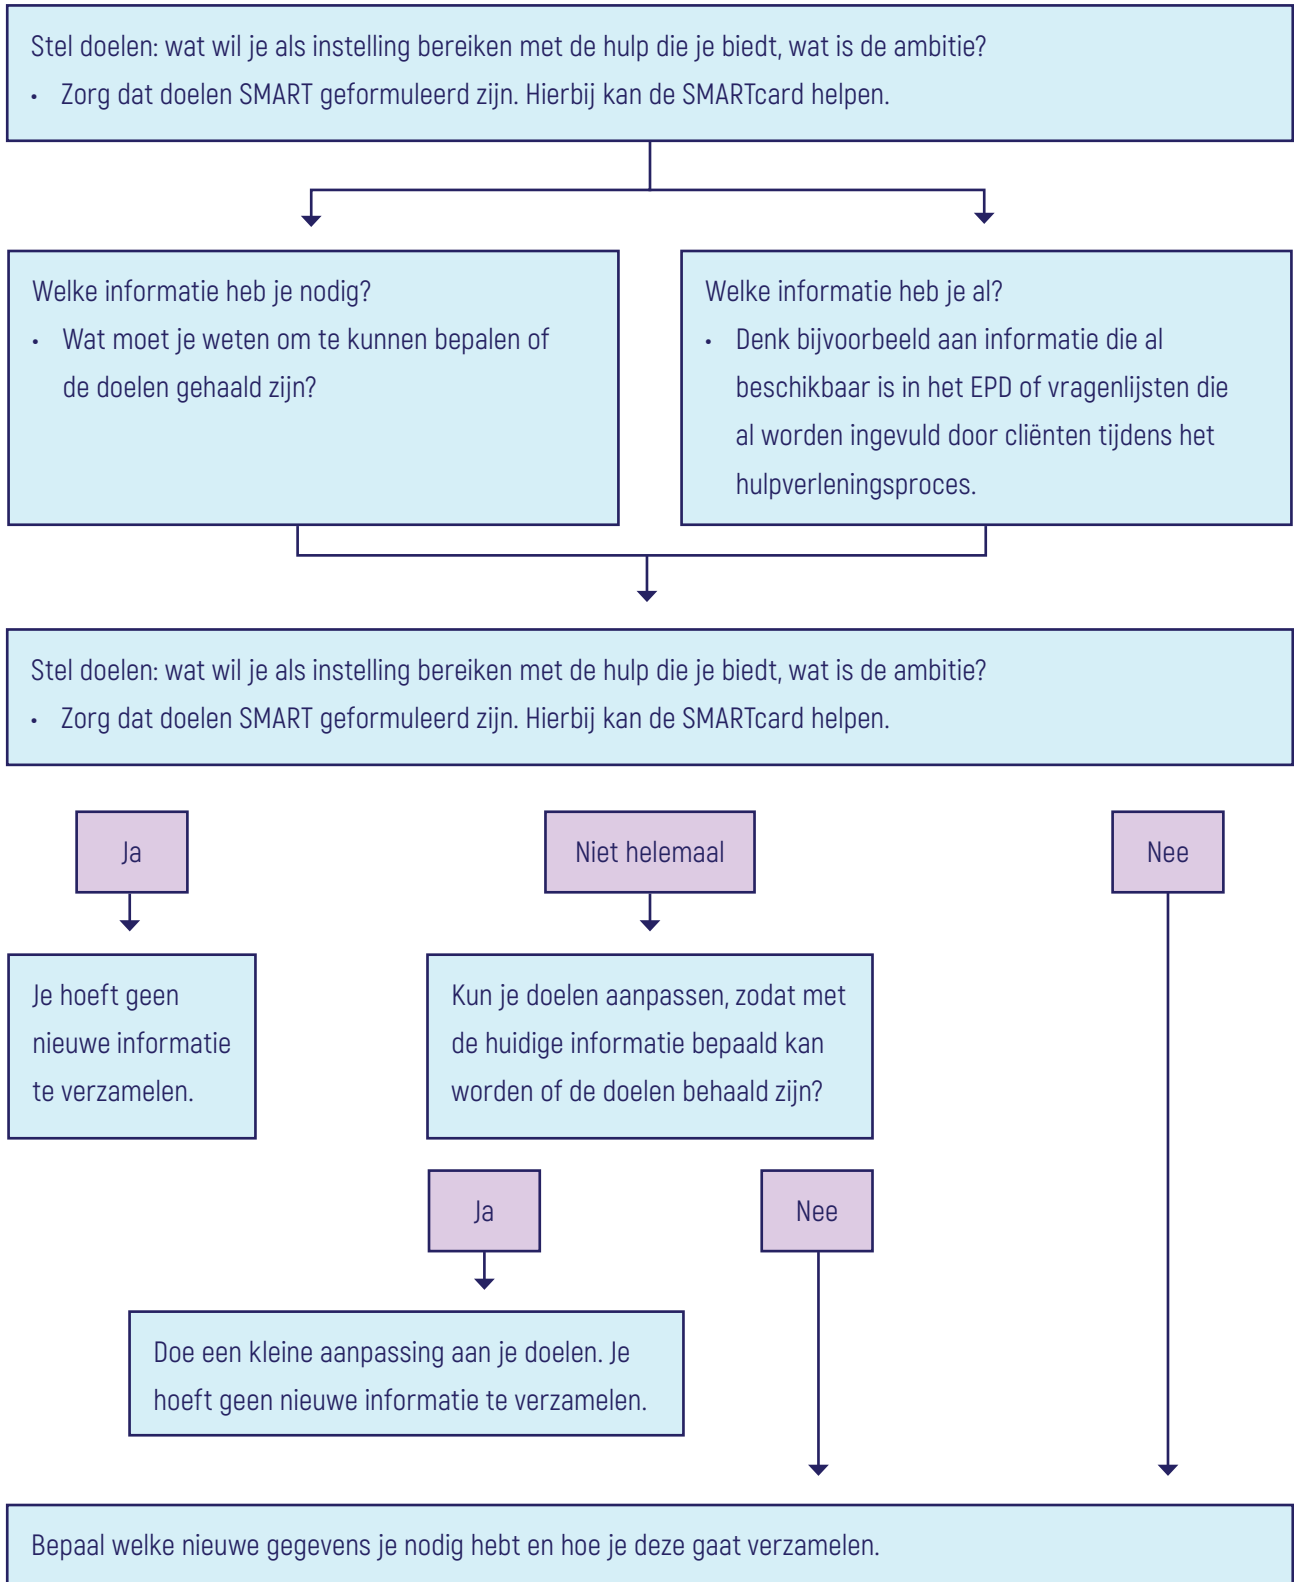 Stel doelen: wat wil je als instelling bereiken met de hulp die je biedt, wat is de ambitie?
• Zorg dat doelen SMART geformuleerd zijn. Hierbij kan de SMARTcard helpen.
Welke informatie heb je nodig?
• Wat moet je weten om te kunnen bepalen of
de doelen gehaald zijn?
Welke informatie heb je al?
• Denk bijvoorbeeld aan informatie die al
beschikbaar is in het EPD of vragenlijsten die
al worden ingevuld door cliënten tijdens het
hulpverleningsproces.
Stel doelen: wat wil je als instelling bereiken met de hulp die je biedt, wat is de ambitie?
• Zorg dat doelen SMART geformuleerd zijn. Hierbij kan de SMARTcard helpen.
Ja
Niet helemaal
Nee
Je hoeft geen
nieuwe informatie
te verzamelen.
Kun je doelen aanpassen, zodat met
de huidige informatie bepaald kan
worden of de doelen behaald zijn?
Ja
Nee
Doe een kleine aanpassing aan je doelen. Je
hoeft geen nieuwe informatie te verzamelen.
Bepaal welke nieuwe gegevens je nodig hebt en hoe je deze gaat verzamelen.